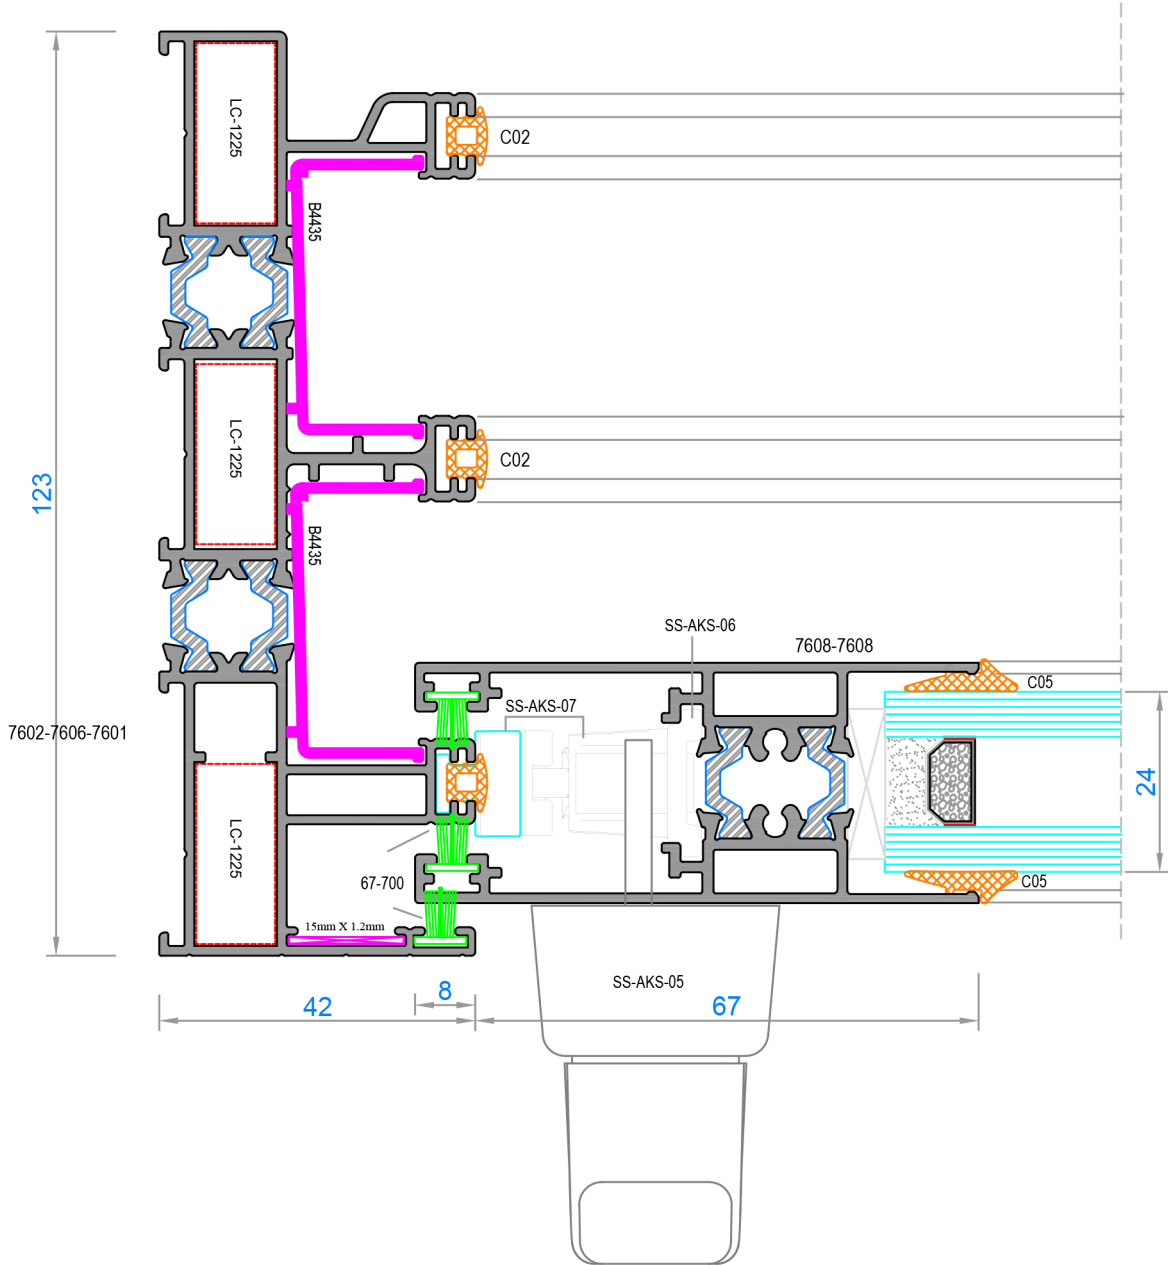 LC-1225
C02
B4435
LC-1225
C02
123
B4435
SS-AKS-06
7608-7608
C05
SS-AKS-07
7602-7606-7601
24
LC-1225
67-700
C05
15mm X 1.2mm
SS-AKS-05
8
42
67